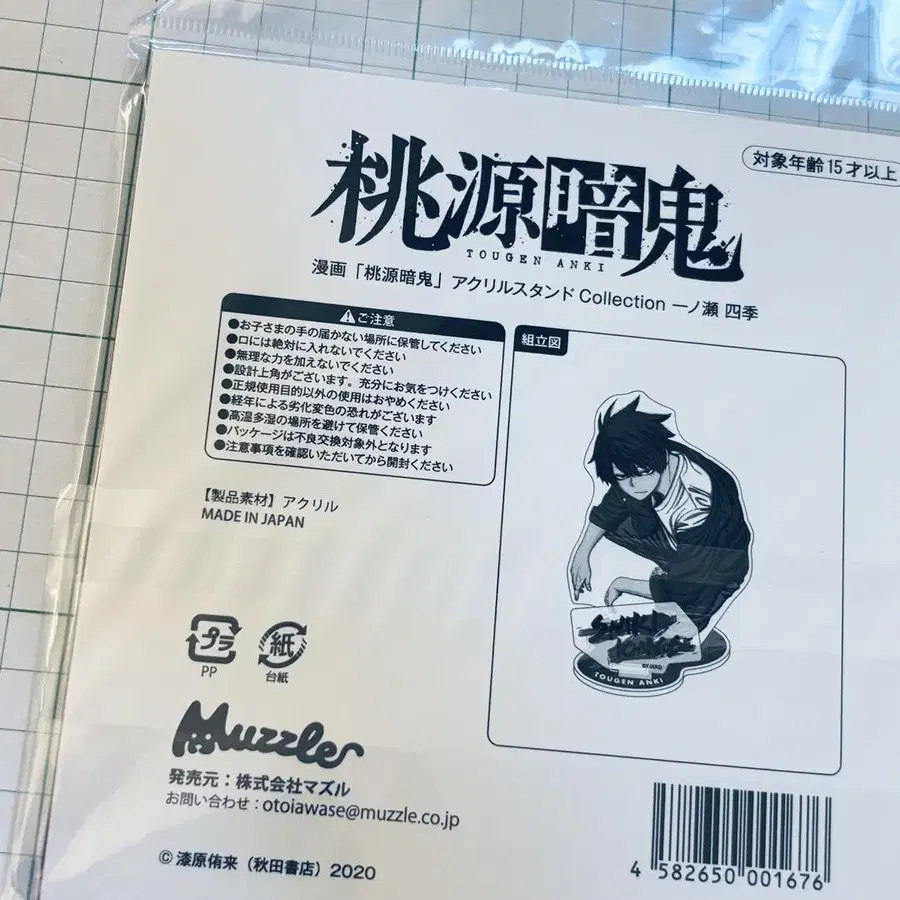 対象年齢15才以上
桃源暗鬼
TOUGEN ANKI
漫画「桃源暗鬼」アクリルスタンドCollection 一ノ瀬 四季
⚠ご注意
●お子さまの手の届かない場所に保管してください
●口には絶対に入れないでください
●無理な力を加えないでください
●設計上角がございます。充分にお気をつけください
●正規使用目的以外の使用はおやめください
●経年による劣化変色の恐れがございます
●高温多湿の場所を避けて保管ください
●パッケージは不良交換対象外となります
●注意事項を確認いただいてから開封ください
組立図
【製品素材】アクリル
MADE IN JAPAN
TOUGEN ANKI
プラ
PP
紙
台紙
Muzzle
発売元：株式会社マズル
お問い合わせ：otoiawase@muzzle.co.jp
© 漆原侑来（秋田書店）2020
4 582650 001676